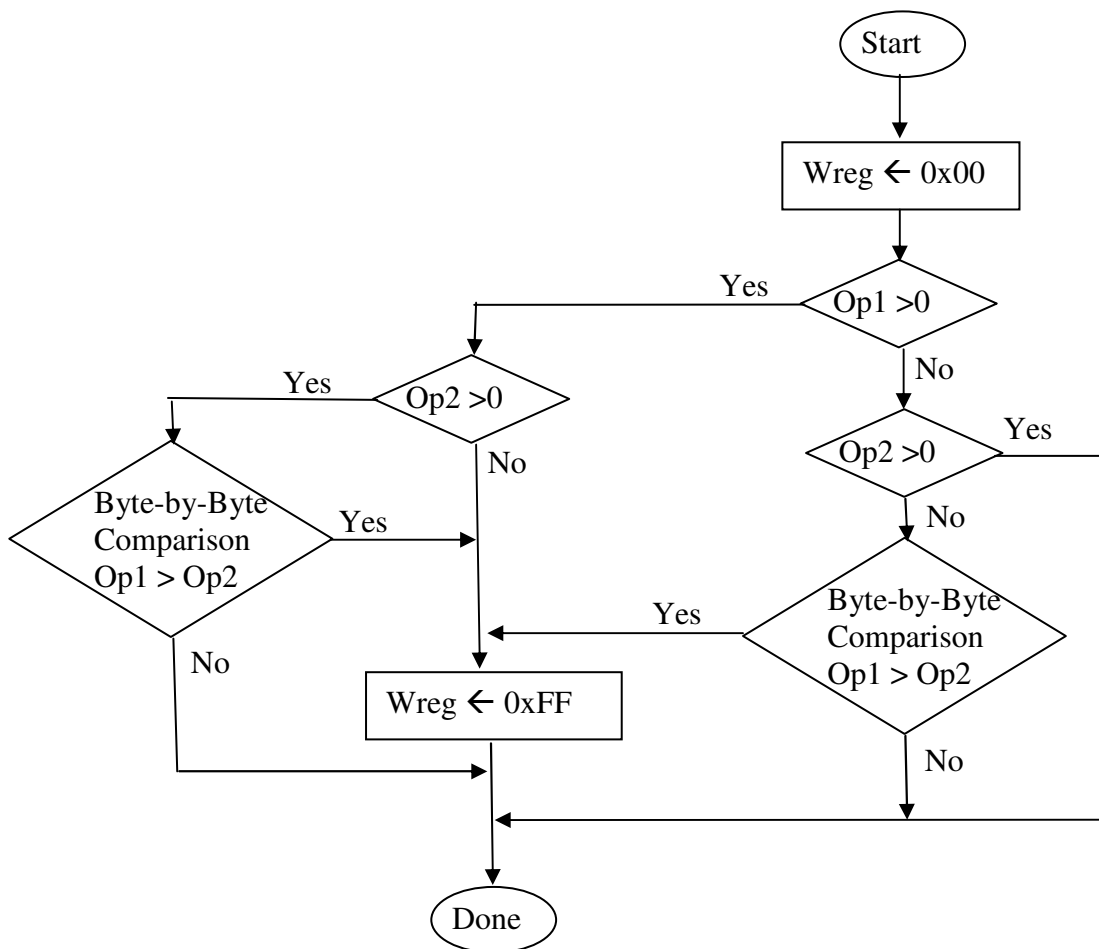 Start
Wreg ← 0x00
Yes
Op1 >0
No
Yes
Op2 >0
No
Op2 >0
Yes
No
Byte-by-Byte
Comparison
Op1 > Op2
Yes
No
Byte-by-Byte
Comparison
Op1 > Op2
Yes
No
Wreg ← 0xFF
Done